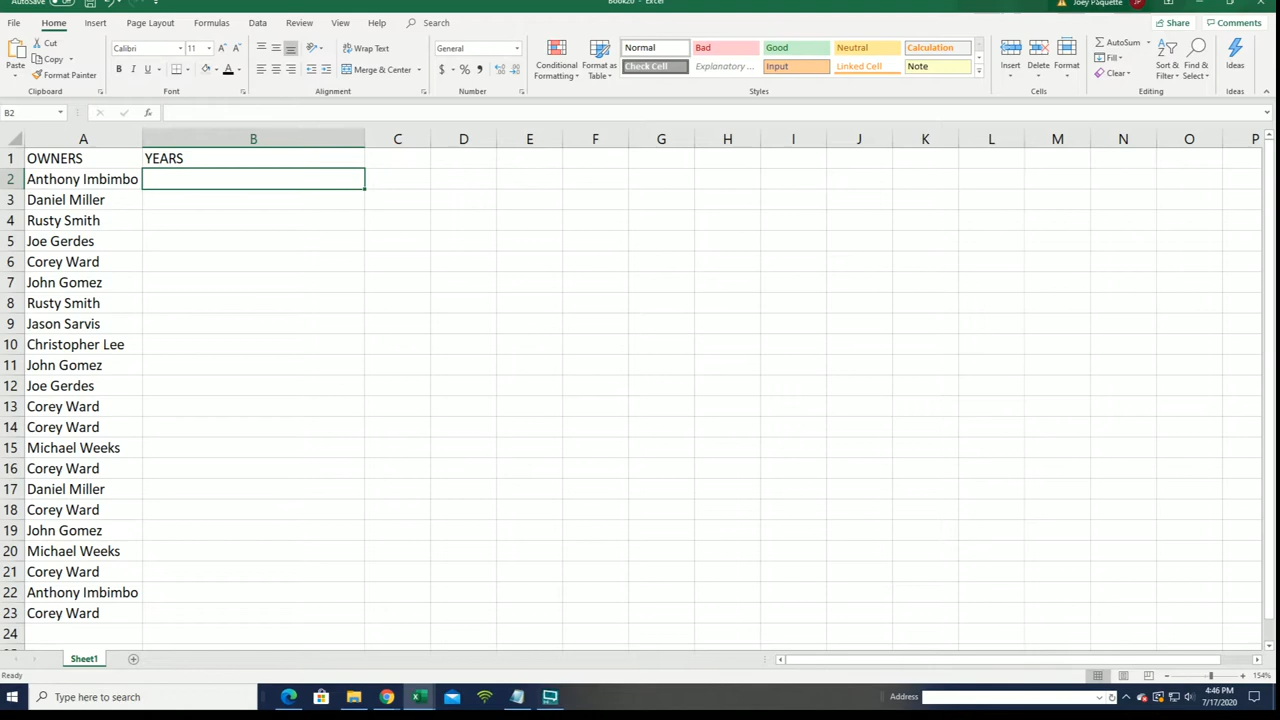 AutoSave Off Book20 - Excel Joey Paquette JP
File Home Insert Page Layout Formulas Data Review View Help Search Share Comments
Paste Cut Copy Format Painter Clipboard
Calibri 11 B I U A Font
Wrap Text Merge & Center Alignment
General $ % Number
Conditional Formatting Format as Table
Normal Bad Good Neutral Calculation
Check Cell Explanatory ... Input Linked Cell Note
Styles
Insert Delete Format Cells
AutoSum Fill Clear Sort & Filter Find & Select Editing
Ideas Ideas
B2 fx
A B C D E F G H I J K L M N O P
1 OWNERS YEARS
2 Anthony Imbimbo
3 Daniel Miller
4 Rusty Smith
5 Joe Gerdes
6 Corey Ward
7 John Gomez
8 Rusty Smith
9 Jason Sarvis
10 Christopher Lee
11 John Gomez
12 Joe Gerdes
13 Corey Ward
14 Corey Ward
15 Michael Weeks
16 Corey Ward
17 Daniel Miller
18 Corey Ward
19 John Gomez
20 Michael Weeks
21 Corey Ward
22 Anthony Imbimbo
23 Corey Ward
24
Sheet1
Ready 154%
Type here to search Address 4:46 PM
7/17/2020